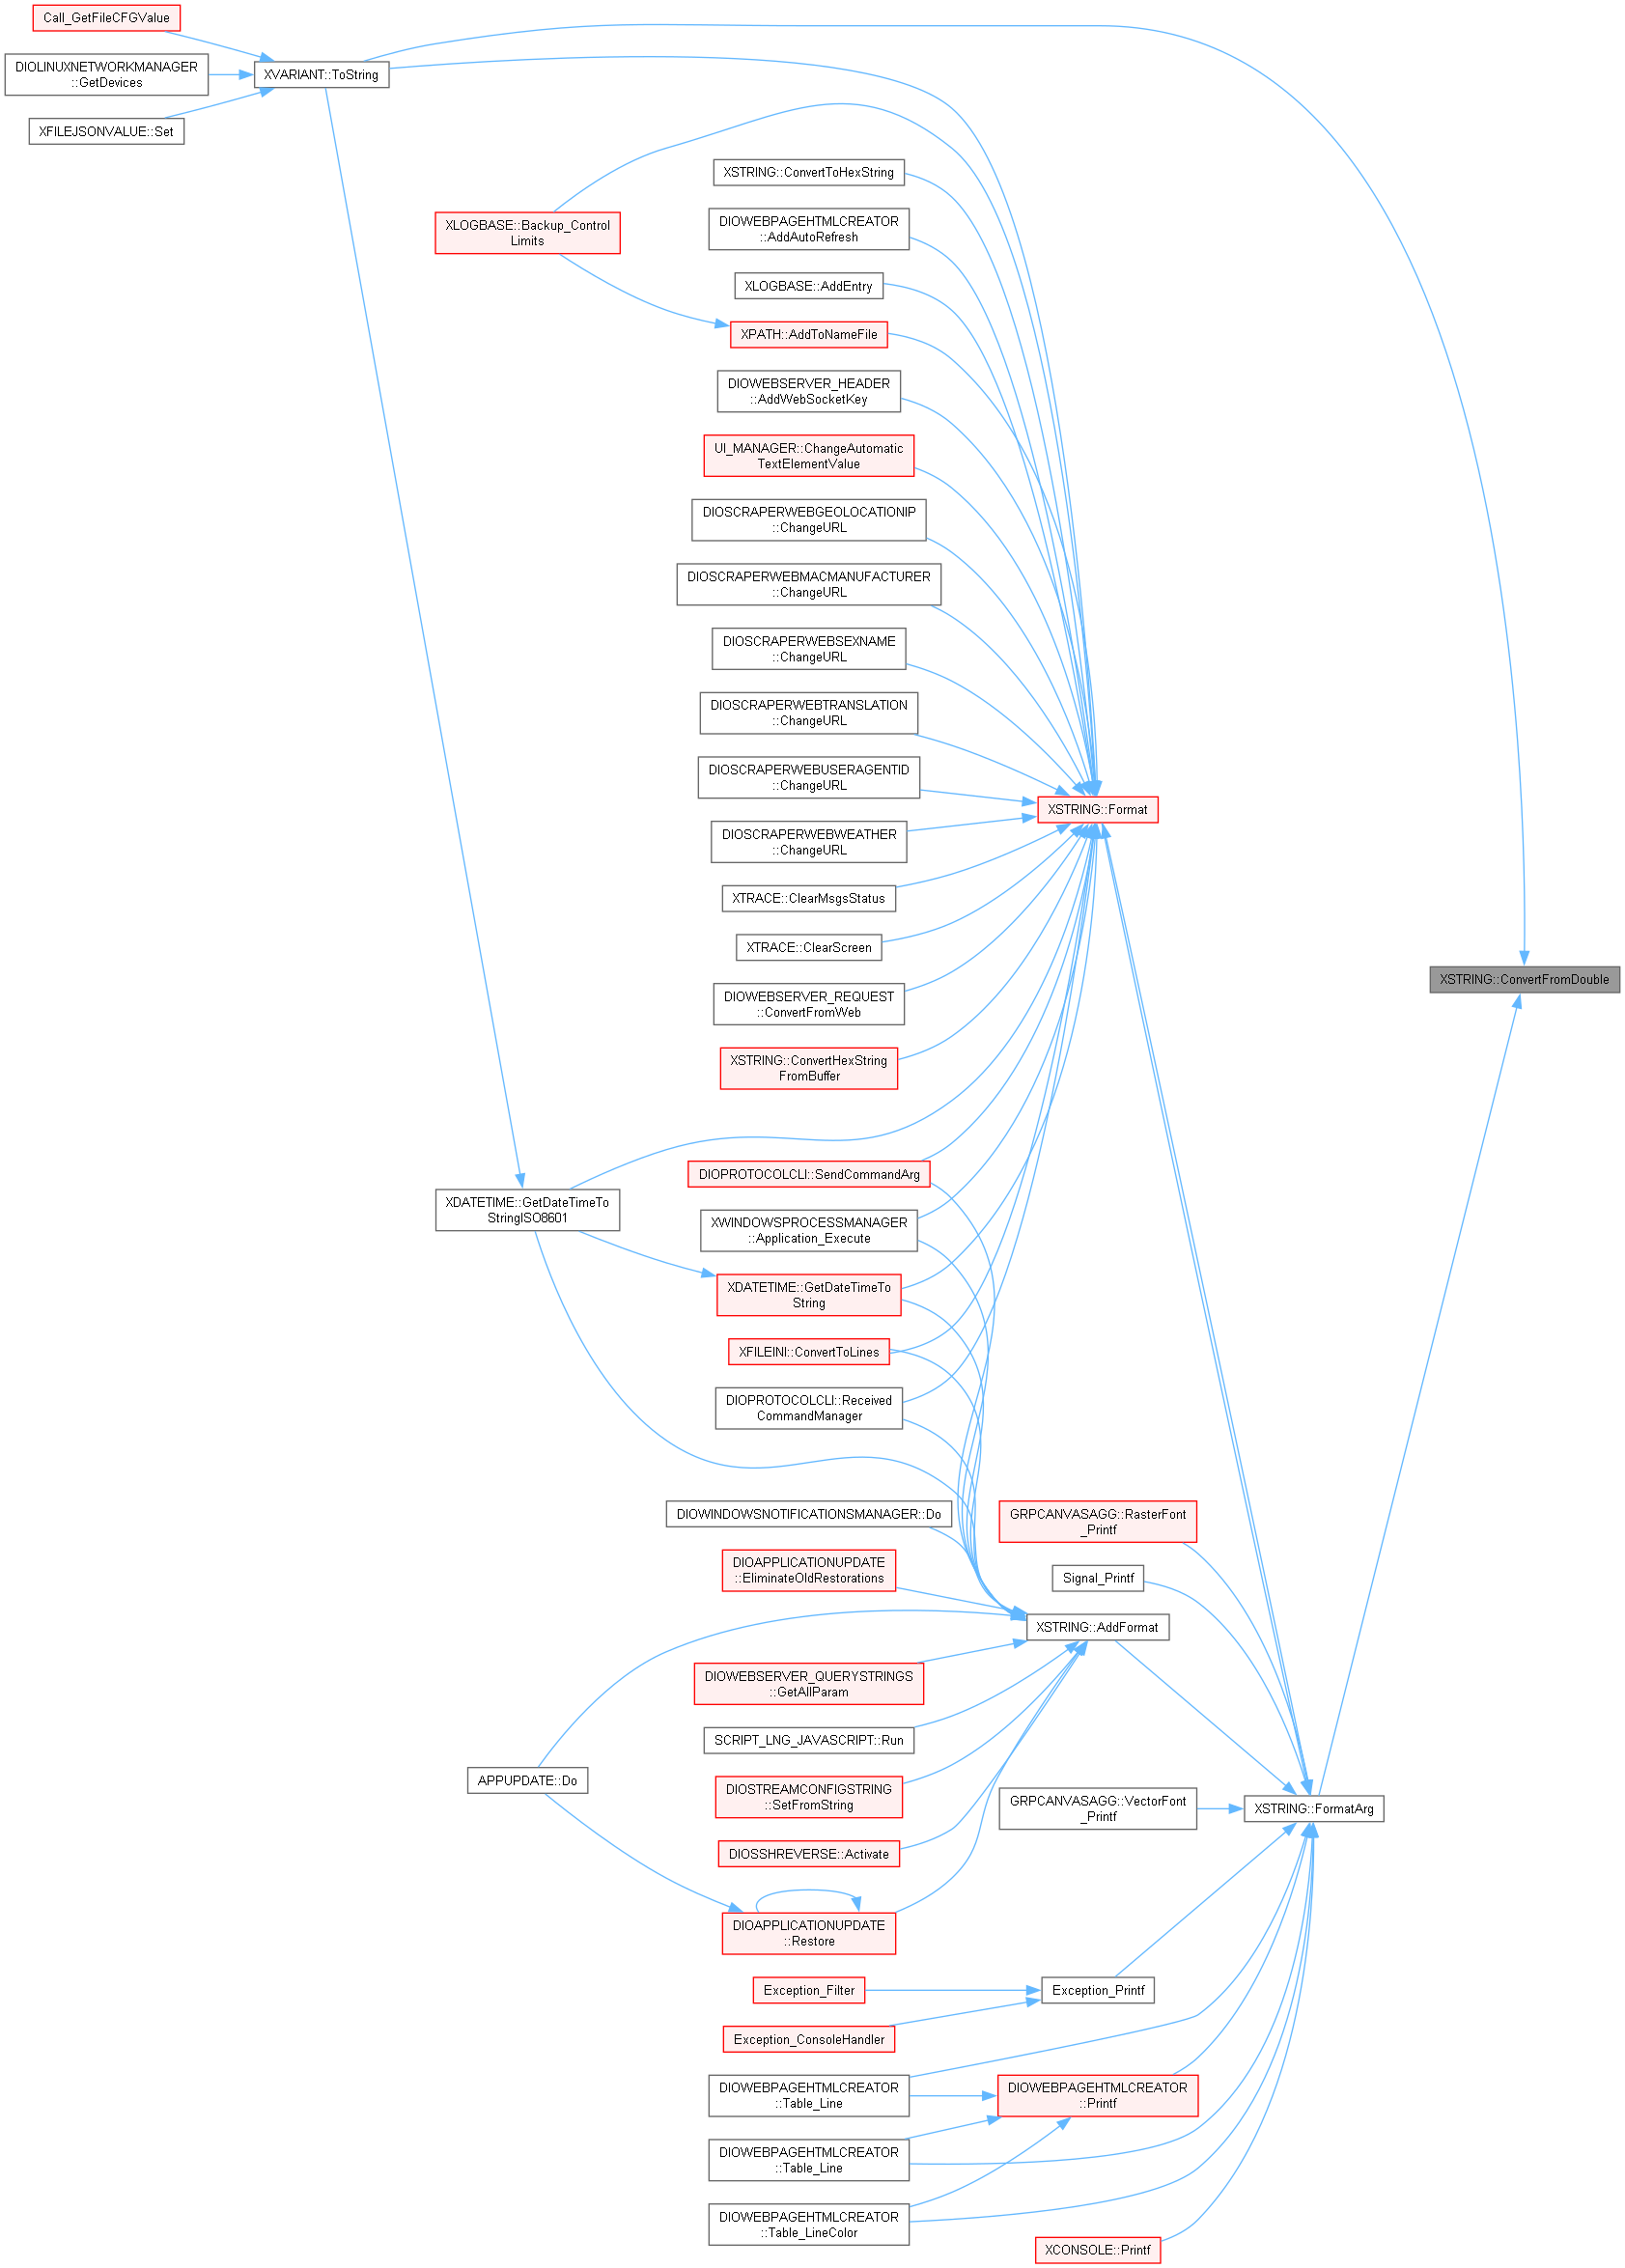 Call_GetFileCFGValue
DIOLINUXNETWORKMANAGER
::GetDevices
XVARIANT::ToString
XFILEJSONVALUE::Set
XSTRING::ConvertToHexString
XLOGBASE::Backup_Control
Limits
DIOWEBPAGEHTMLCREATOR
::AddAutoRefresh
XLOGBASE::AddEntry
XPATH::AddToNameFile
DIOWEBSERVER_HEADER
::AddWebSocketKey
UI_MANAGER::ChangeAutomatic
TextElementValue
DIOSCRAPERWEBGEOLOCATIONIP
::ChangeURL
DIOSCRAPERWEBMACMANUFACTURER
::ChangeURL
DIOSCRAPERWEBSEXNAME
::ChangeURL
DIOSCRAPERWEBTRANSLATION
::ChangeURL
DIOSCRAPERWEBUSERAGENTID
::ChangeURL
XSTRING::Format
DIOSCRAPERWEBWEATHER
::ChangeURL
XTRACE::ClearMsgsStatus
XTRACE::ClearScreen
XSTRING::ConvertFromDouble
DIOWEBSERVER_REQUEST
::ConvertFromWeb
XSTRING::ConvertHexString
FromBuffer
DIOPROTOCOLCLI::SendCommandArg
XDATETIME::GetDateTimeTo
StringISO8601
XWINDOWSPROCESSMANAGER
::Application_Execute
XDATETIME::GetDateTimeTo
String
XFILEINI::ConvertToLines
DIOPROTOCOLCLI::Received
CommandManager
DIOWINDOWSNOTIFICATIONSMANAGER::Do
GRPCANVASAGG::RasterFont
_Printf
DIOAPPLICATIONUPDATE
::EliminateOldRestorations
Signal_Printf
XSTRING::AddFormat
DIOWEBSERVER_QUERYSTRINGS
::GetAllParam
SCRIPT_LNG_JAVASCRIPT::Run
APPUPDATE::Do
DIOSTREAMCONFIGSTRING
::SetFromString
GRPCANVASAGG::VectorFont
_Printf
XSTRING::FormatArg
DIOSSHREVERSE::Activate
DIOAPPLICATIONUPDATE
::Restore
Exception_Filter
Exception_Printf
Exception_ConsoleHandler
DIOWEBPAGEHTMLCREATOR
::Table_Line
DIOWEBPAGEHTMLCREATOR
::Printf
DIOWEBPAGEHTMLCREATOR
::Table_Line
DIOWEBPAGEHTMLCREATOR
::Table_LineColor
XCONSOLE::Printf